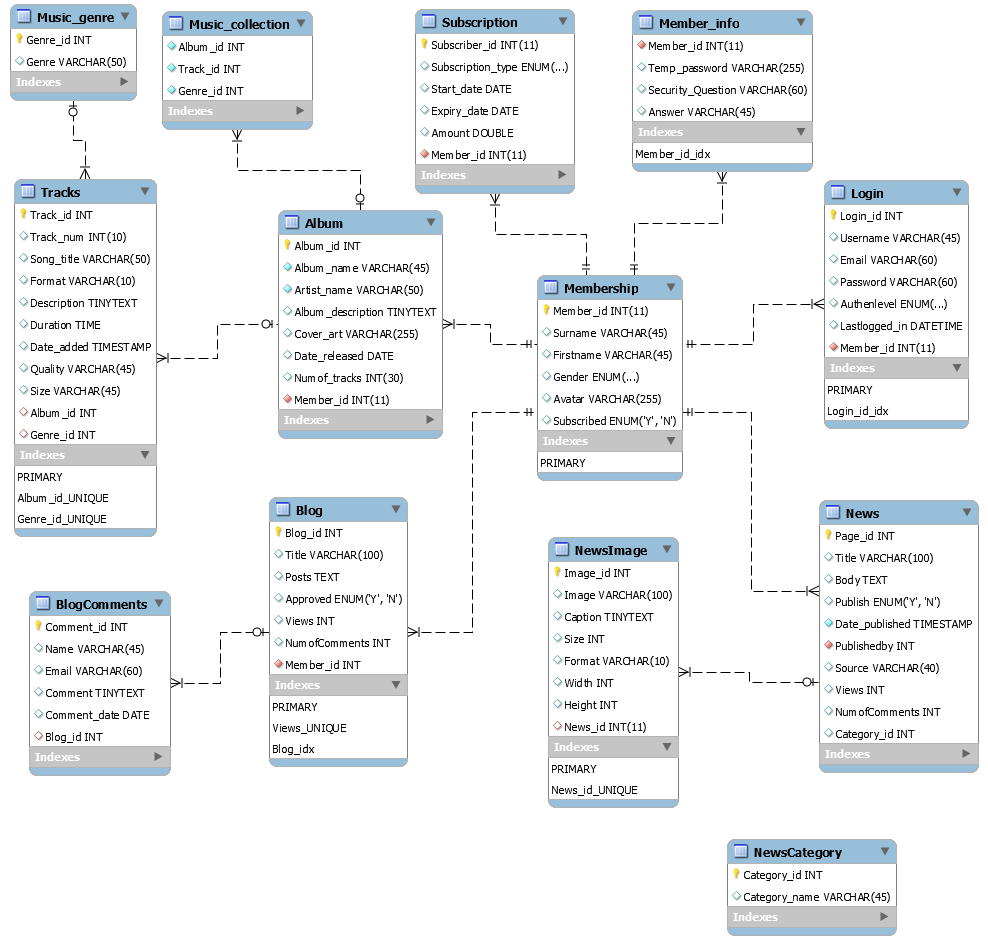 Music_genre
Genre_id INT
Genre VARCHAR(50)
Indexes
Music_collection
Album_id INT
Track_id INT
Genre_id INT
Indexes
Subscription
Subscriber_id INT(11)
Subscription_type ENUM(...)
Start_date DATE
Expiry_date DATE
Amount DOUBLE
Member_id INT(11)
Indexes
Member_info
Member_id INT(11)
Temp_password VARCHAR(255)
Security_Question VARCHAR(60)
Answer VARCHAR(45)
Indexes
Member_id_idx
Tracks
Track_id INT
Track_num INT(10)
Song_title VARCHAR(50)
Format VARCHAR(10)
Description TINYTEXT
Duration TIME
Date_added TIMESTAMP
Quality VARCHAR(45)
Size VARCHAR(45)
Album_id INT
Genre_id INT
Indexes
PRIMARY
Album_id_UNIQUE
Genre_id_UNIQUE
Album
Album_id INT
Album_name VARCHAR(45)
Artist_name VARCHAR(50)
Album_description TINYTEXT
Cover_art VARCHAR(255)
Date_released DATE
Numof_tracks INT(30)
Member_id INT(11)
Indexes
Membership
Member_id INT(11)
Surname VARCHAR(45)
Firstname VARCHAR(45)
Gender ENUM(...)
Avatar VARCHAR(255)
Subscribed ENUM('Y', 'N')
Indexes
PRIMARY
Login
Login_id INT
Username VARCHAR(45)
Email VARCHAR(60)
Password VARCHAR(60)
Authenlevel ENUM(...)
Lastlogged_in DATETIME
Member_id INT(11)
Indexes
PRIMARY
Login_id_idx
Blog
Blog_id INT
Title VARCHAR(100)
Posts TEXT
Approved ENUM('Y', 'N')
Views INT
NumofComments INT
Member_id INT
Indexes
PRIMARY
Views_UNIQUE
Blog_idx
BlogComments
Comment_id INT
Name VARCHAR(45)
Email VARCHAR(60)
Comment TINYTEXT
Comment_date DATE
Blog_id INT
Indexes
NewsImage
Image_id INT
Image VARCHAR(100)
Caption TINYTEXT
Size INT
Format VARCHAR(10)
Width INT
Height INT
News_id INT(11)
Indexes
PRIMARY
News_id_UNIQUE
News
Page_id INT
Title VARCHAR(100)
Body TEXT
Publish ENUM('Y', 'N')
Date_published TIMESTAMP
Publishedby INT
Source VARCHAR(40)
Views INT
NumofComments INT
Category_id INT
Indexes
NewsCategory
Category_id INT
Category_name VARCHAR(45)
Indexes